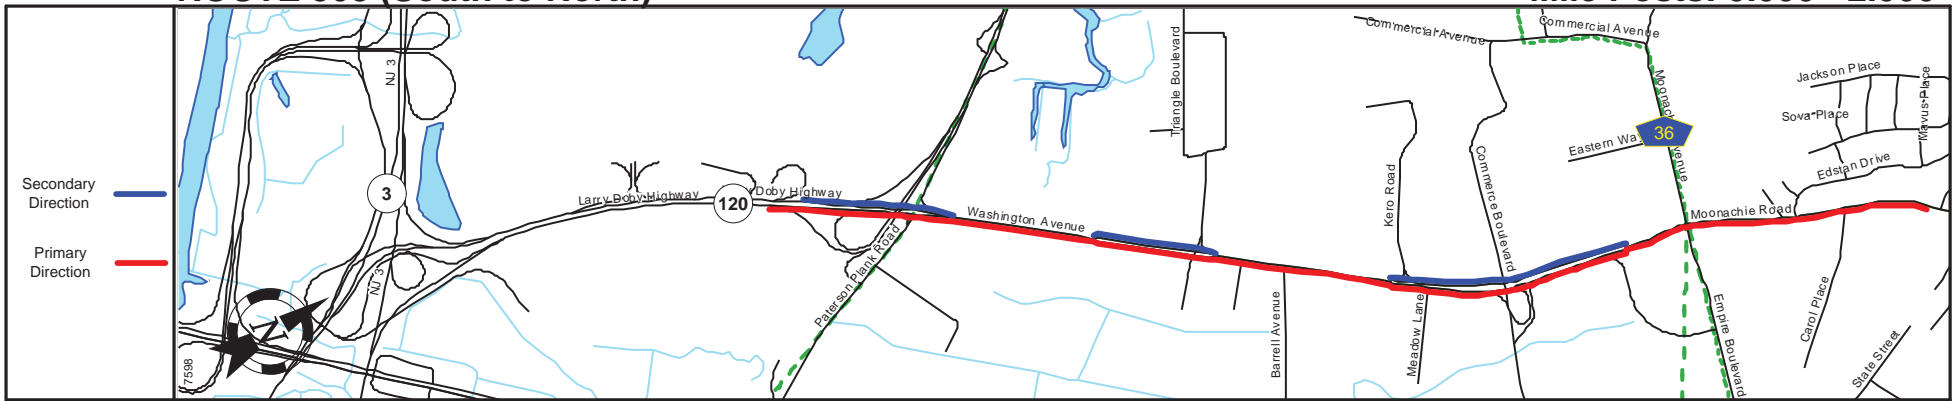 Secondary
Direction
Primary
Direction
NJ 3
3
NJ 3
7598
Larry Doby Highway
120
Doby Highway
Paterson Plank Road
Washington Avenue
Triangle Boulevard
Barrell Avenue
Commercial Avenue
Commercial Avenue
Kero Road
Commerce Boulevard
Meadow Lane
Eastern Wa
36
Moonachie Road
Empire Boulevard
Jackson Place
Sova Place
Mavus Place
Edstan Drive
Carol Place
State Street